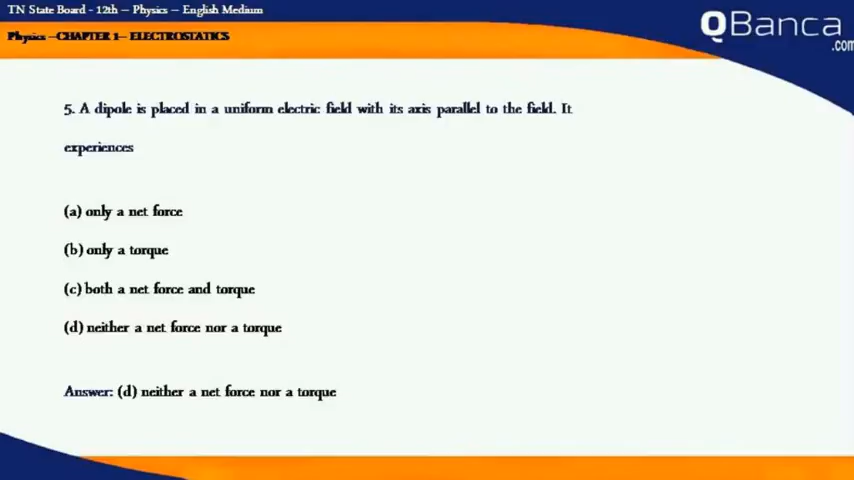 TN State Board - 12th – Physics – English Medium
QBanca
.com
Physics –CHAPTER 1– ELECTROSTATICS
5. A dipole is placed in a uniform electric field with its axis parallel to the field. It
experiences
(a) only a net force
(b) only a torque
(c) both a net force and torque
(d) neither a net force nor a torque
Answer: (d) neither a net force nor a torque